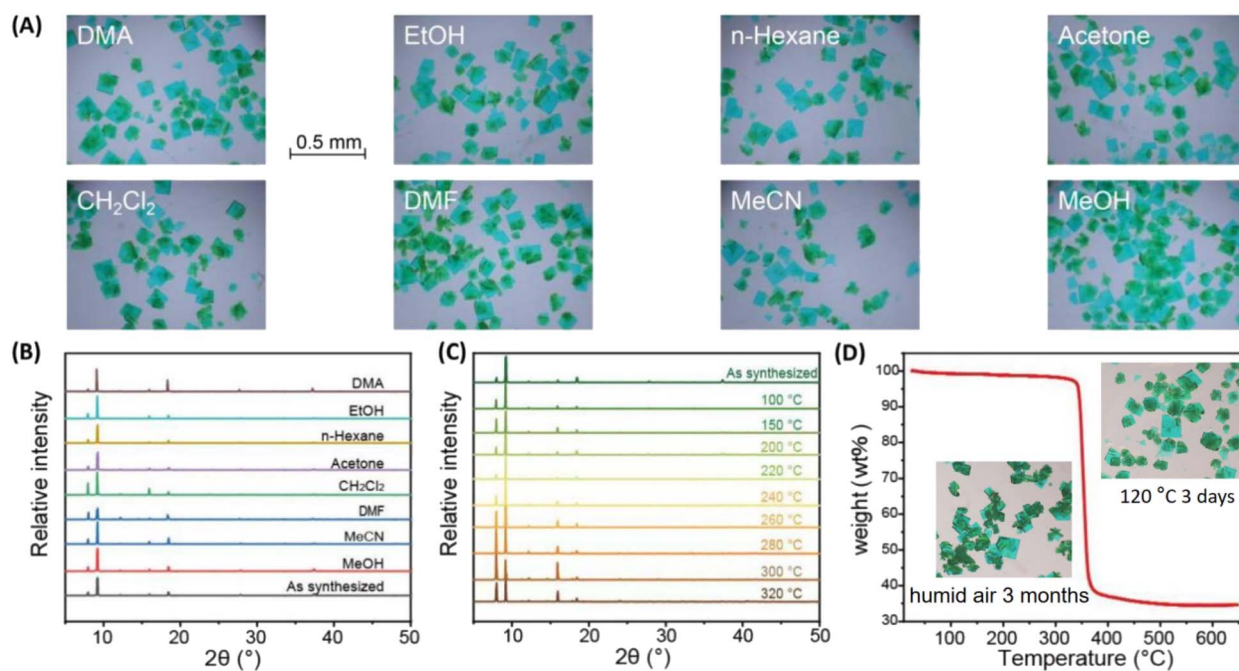 (A)
DMA
EtOH
n-Hexane
Acetone
0.5 mm
CH₂Cl₂
DMF
MeCN
MeOH
(B)
Relative intensity
DMA
EtOH
n-Hexane
Acetone
CH₂Cl₂
DMF
MeCN
MeOH
As synthesized
5 10 20 30 40 50
2θ (°)
(C)
Relative intensity
As synthesized
100 °C
150 °C
200 °C
220 °C
240 °C
260 °C
280 °C
300 °C
320 °C
5 10 20 30 40 50
2θ (°)
(D)
weight (wt%)
100
90
80
70
60
50
40
30
120 °C 3 days
humid air 3 months
100 200 300 400 500 600
Temperature (°C)